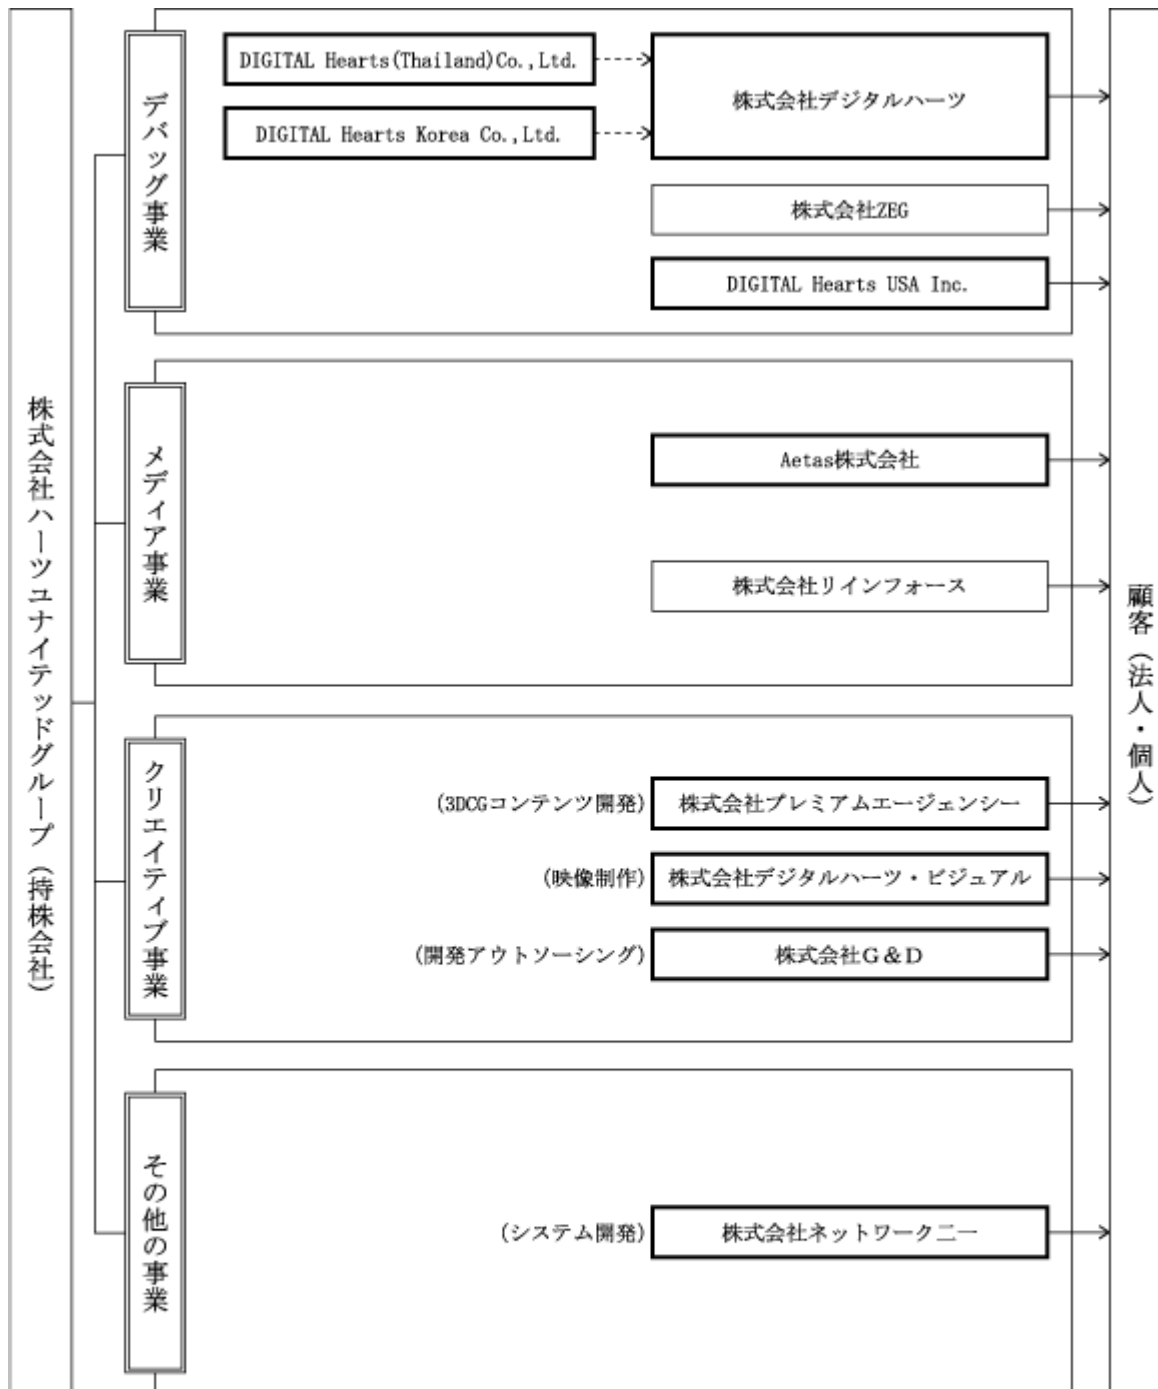 株式会社ハーツユナイテッドグループ（持株会社）
デバッグ事業
DIGITAL Hearts(Thailand)Co.,Ltd.
株式会社デジタルハーツ
DIGITAL Hearts Korea Co.,Ltd.
株式会社ZEG
DIGITAL Hearts USA Inc.
メディア事業
Aetas株式会社
株式会社リインフォース
クリエイティブ事業
(3DCGコンテンツ開発) 株式会社プレミアムエージェンシー
(映像制作) 株式会社デジタルハーツ・ビジュアル
(開発アウトソーシング) 株式会社G＆D
その他の事業
(システム開発) 株式会社ネットワーク二一
顧客（法人・個人）